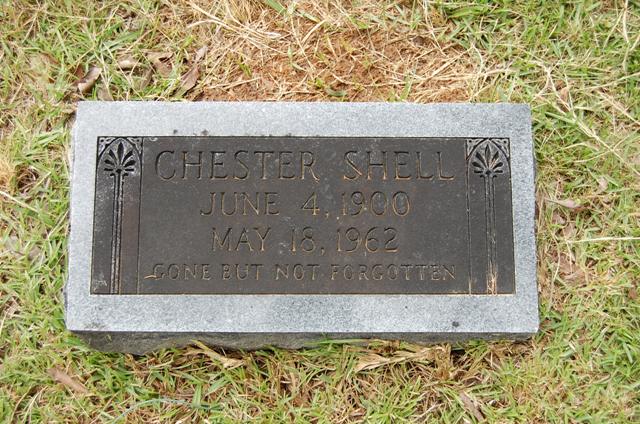 CHESTER SHELL
JUNE 4, 1900
MAY 18, 1962
GONE BUT NOT FORGOTTEN